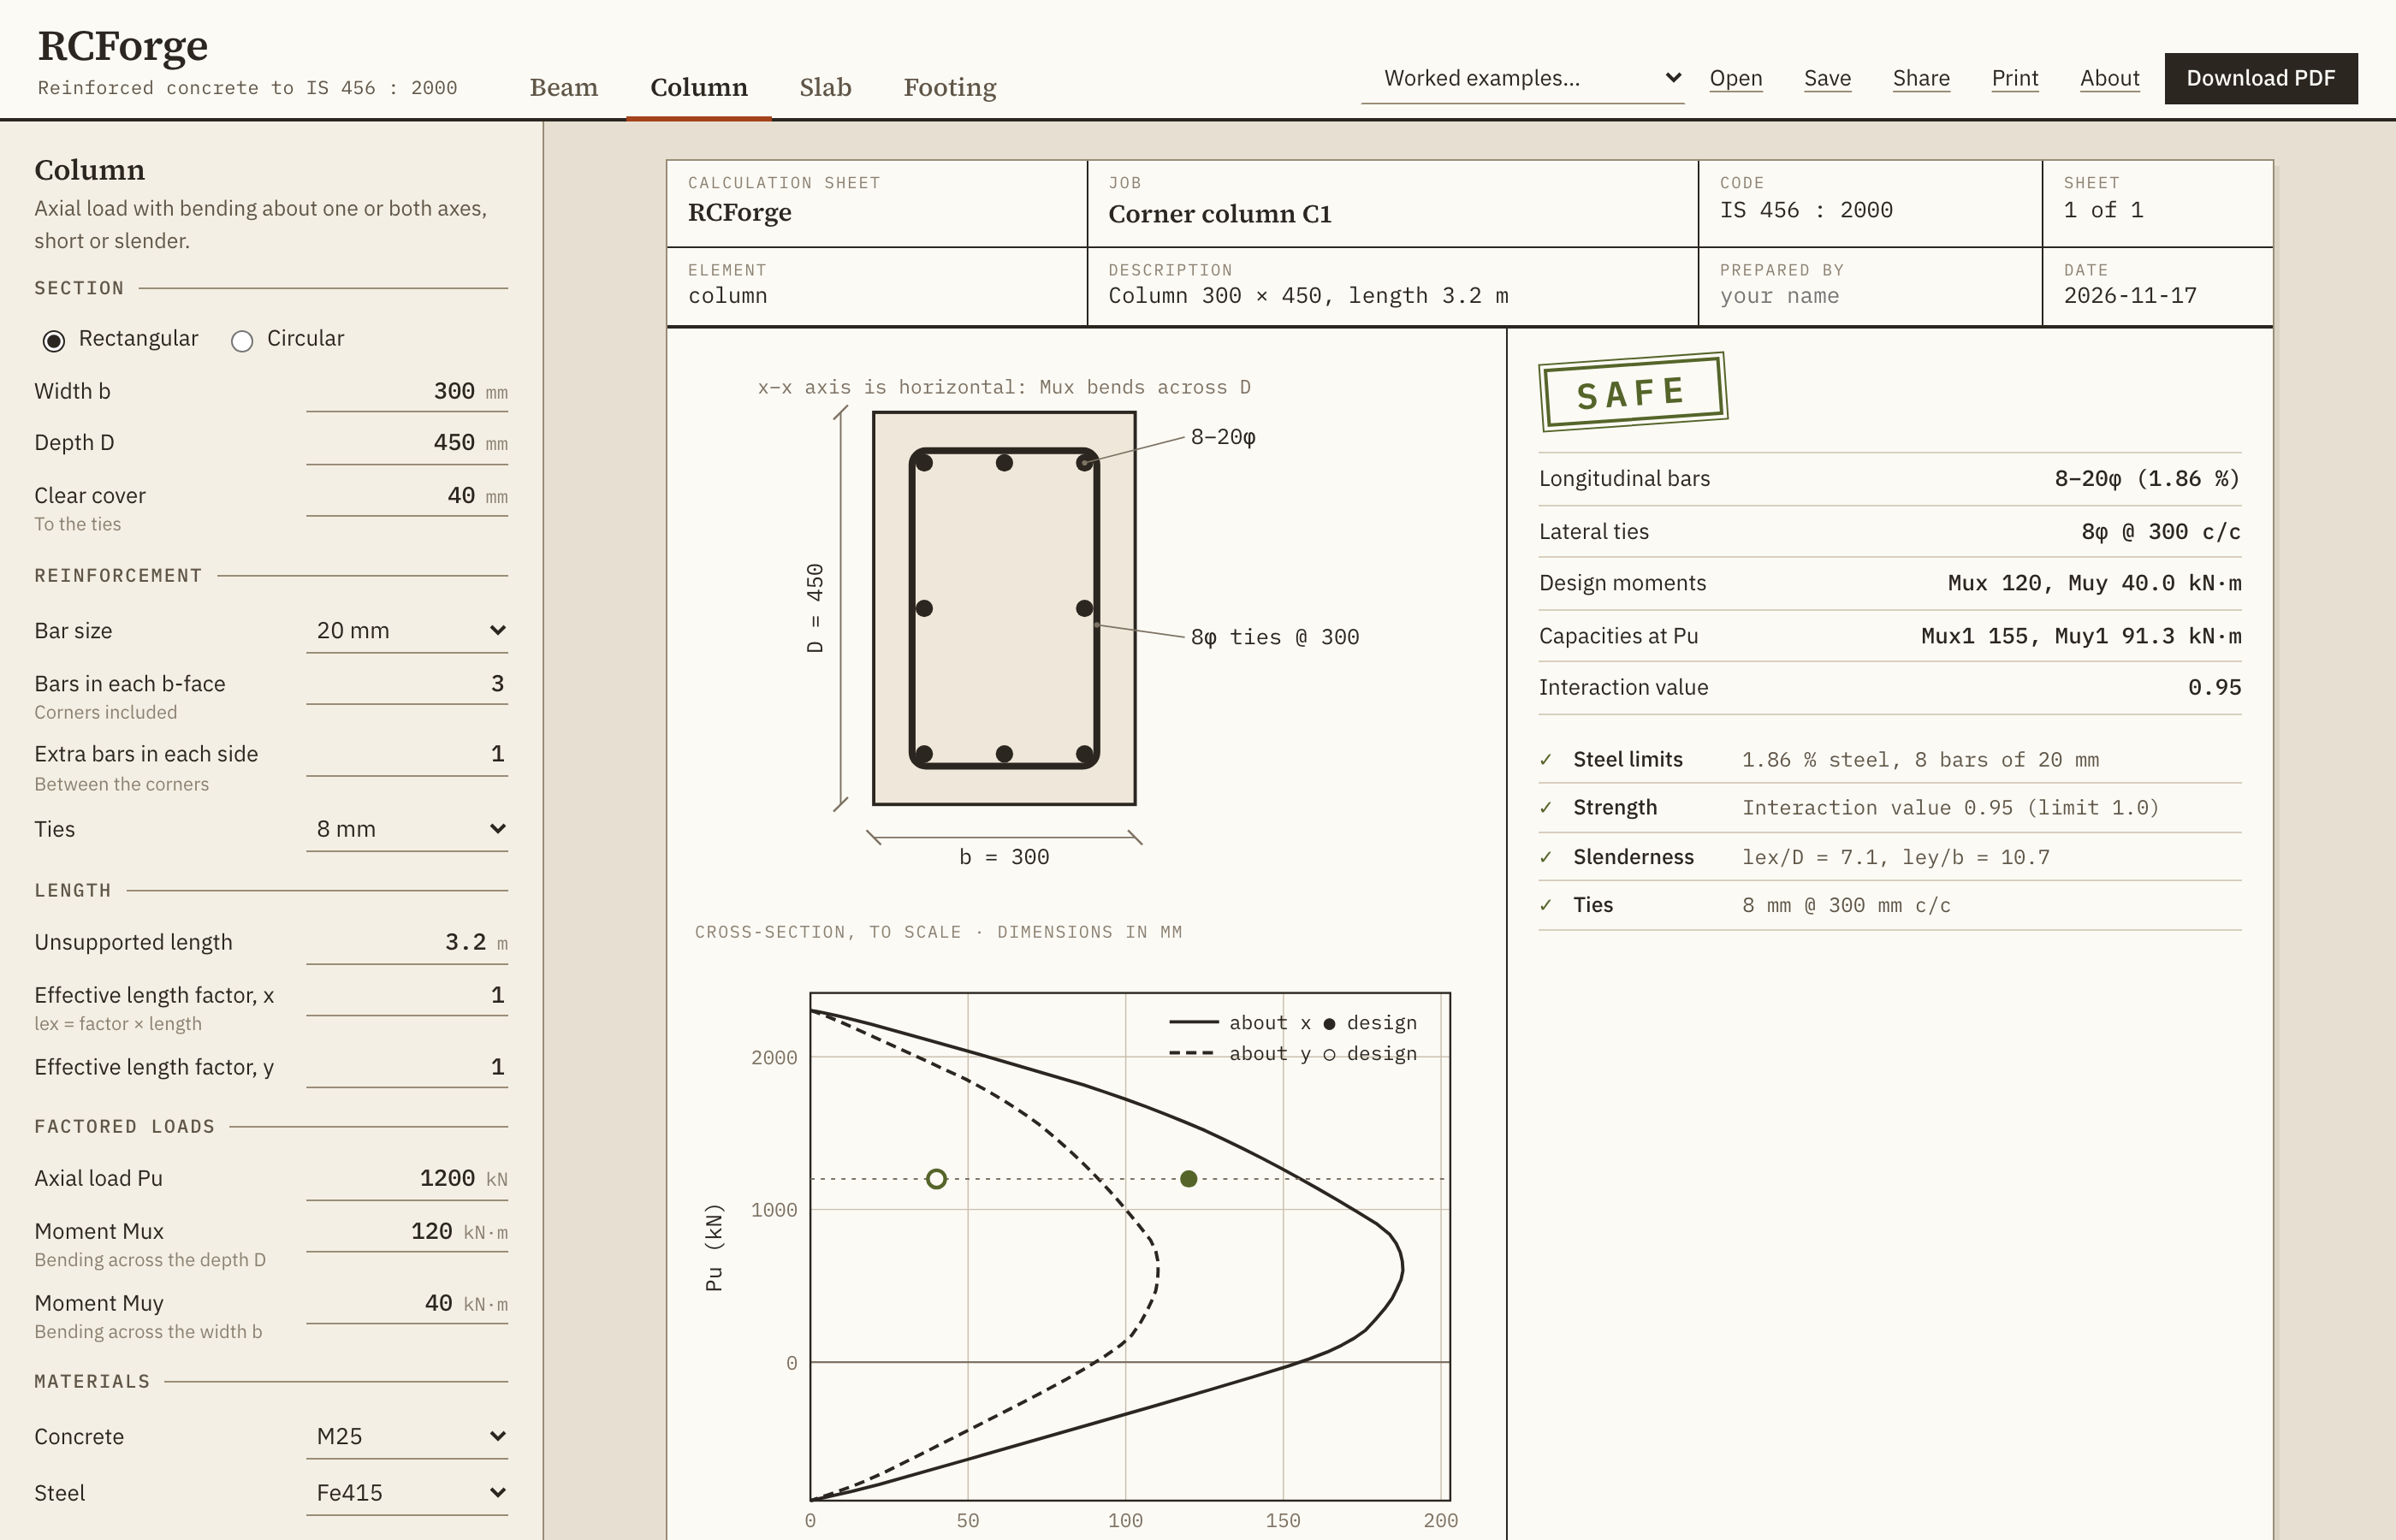 RCForge
Reinforced concrete to IS 456 : 2000
Beam Column Slab Footing
Worked examples... Open Save Share Print About Download PDF
Column
Axial load with bending about one or both axes,
short or slender.
SECTION
Rectangular Circular
Width b 300 mm
Depth D 450 mm
Clear cover 40 mm
To the ties
REINFORCEMENT
Bar size 20 mm
Bars in each b-face 3
Corners included
Extra bars in each side 1
Between the corners
Ties 8 mm
LENGTH
Unsupported length 3.2 m
Effective length factor, x 1
lex = factor × length
Effective length factor, y 1
FACTORED LOADS
Axial load Pu 1200 kN
Moment Mux 120 kN·m
Bending across the depth D
Moment Muy 40 kN·m
Bending across the width b
MATERIALS
Concrete M25
Steel Fe415
CALCULATION SHEET
RCForge
JOB
Corner column C1
CODE
IS 456 : 2000
SHEET
1 of 1
ELEMENT
column
DESCRIPTION
Column 300 × 450, length 3.2 m
PREPARED BY
your name
DATE
2026-11-17
x–x axis is horizontal: Mux bends across D
8–20φ
D = 450
8φ ties @ 300
b = 300
CROSS-SECTION, TO SCALE · DIMENSIONS IN MM
about x design
about y design
2000
1000
0
Pu (kN)
0 50 100 150 200
SAFE
Longitudinal bars 8–20φ (1.86 %)
Lateral ties 8φ @ 300 c/c
Design moments Mux 120, Muy 40.0 kN·m
Capacities at Pu Mux1 155, Muy1 91.3 kN·m
Interaction value 0.95
✓ Steel limits 1.86 % steel, 8 bars of 20 mm
✓ Strength Interaction value 0.95 (limit 1.0)
✓ Slenderness lex/D = 7.1, ley/b = 10.7
✓ Ties 8 mm @ 300 mm c/c